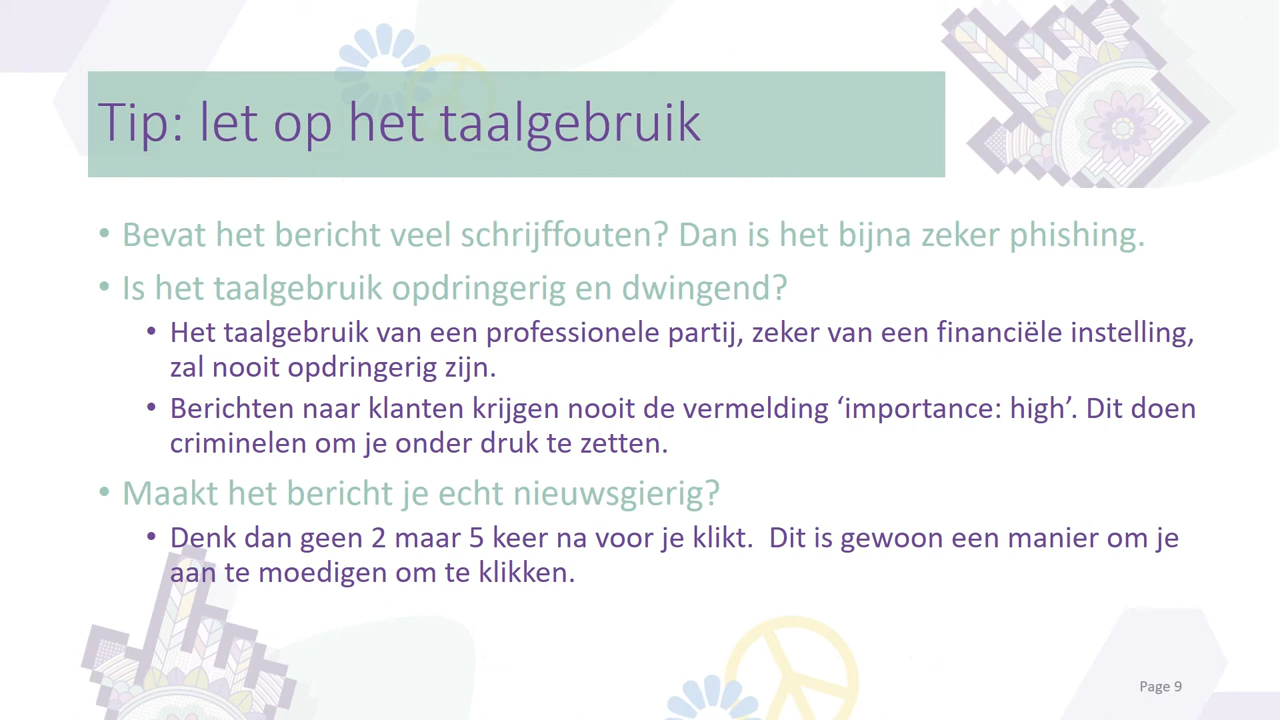 Tip: let op het taalgebruik
• Bevat het bericht veel schrijffouten? Dan is het bijna zeker phishing.
• Is het taalgebruik opdringerig en dwingend?
• Het taalgebruik van een professionele partij, zeker van een financiële instelling,
zal nooit opdringerig zijn.
• Berichten naar klanten krijgen nooit de vermelding ‘importance: high’. Dit doen
criminelen om je onder druk te zetten.
• Maakt het bericht je echt nieuwsgierig?
• Denk dan geen 2 maar 5 keer na voor je klikt.  Dit is gewoon een manier om je
aan te moedigen om te klikken.
Page 9